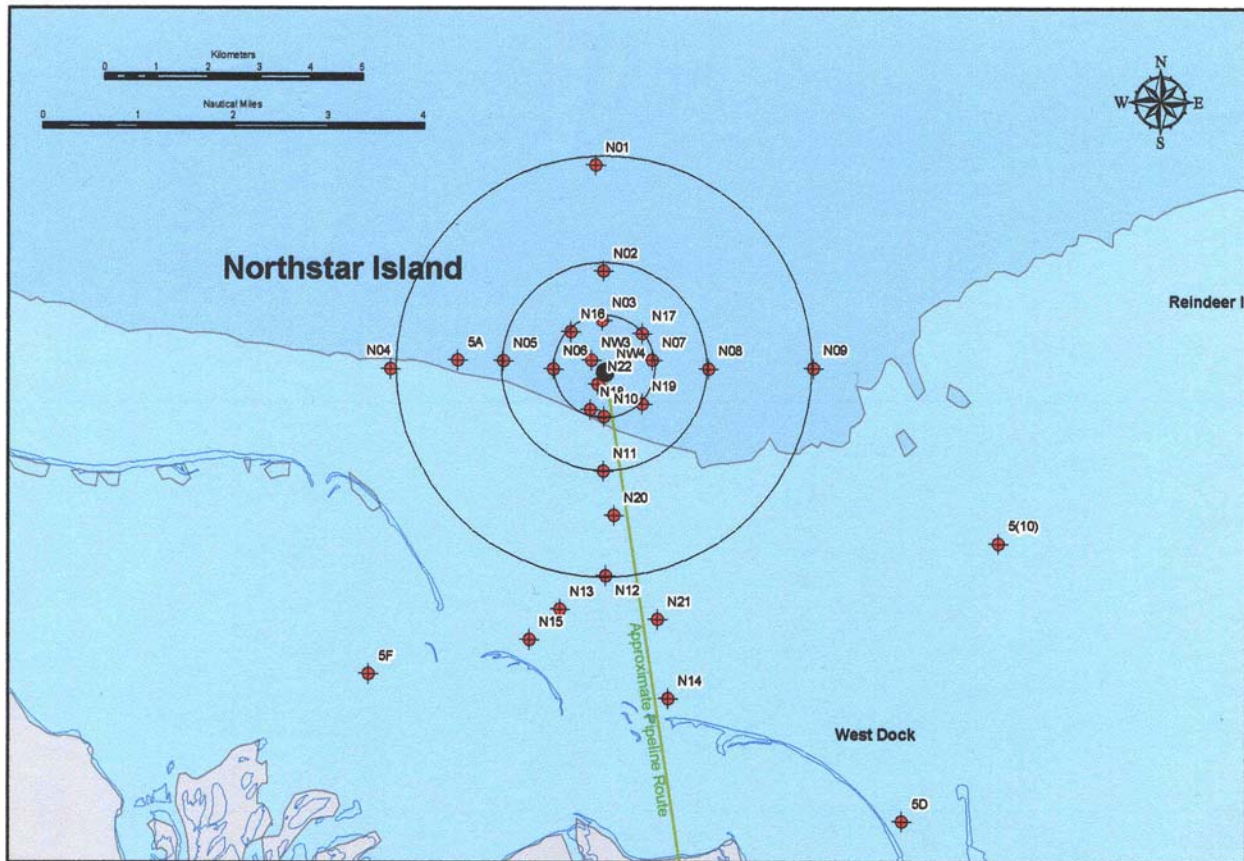 Kilometers
0 1 2 3 4 5
Nautical Miles
0 1 2 3 4
N
W E
S
N01
Northstar Island
N02
Reindeer I
N03
N16 N17
N04 5A N05 N06 NW3 NW4 N07 N08 N09
N22
N18 N19
N10
N11
N20
5(10)
N12
N13
N21
N15
5F
N14
Approximate Pipeline Route
West Dock
5D